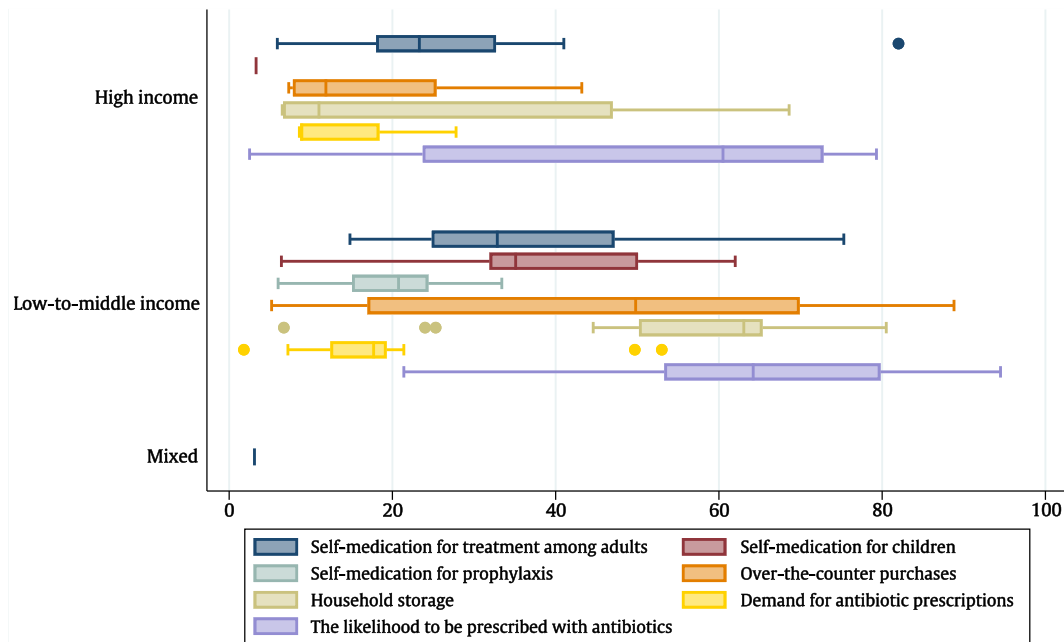 High income
Low-to-middle income
Mixed
0 20 40 60 80 100
Self-medication for treatment among adults Self-medication for children
Self-medication for prophylaxis Over-the-counter purchases
Household storage Demand for antibiotic prescriptions
The likelihood to be prescribed with antibiotics